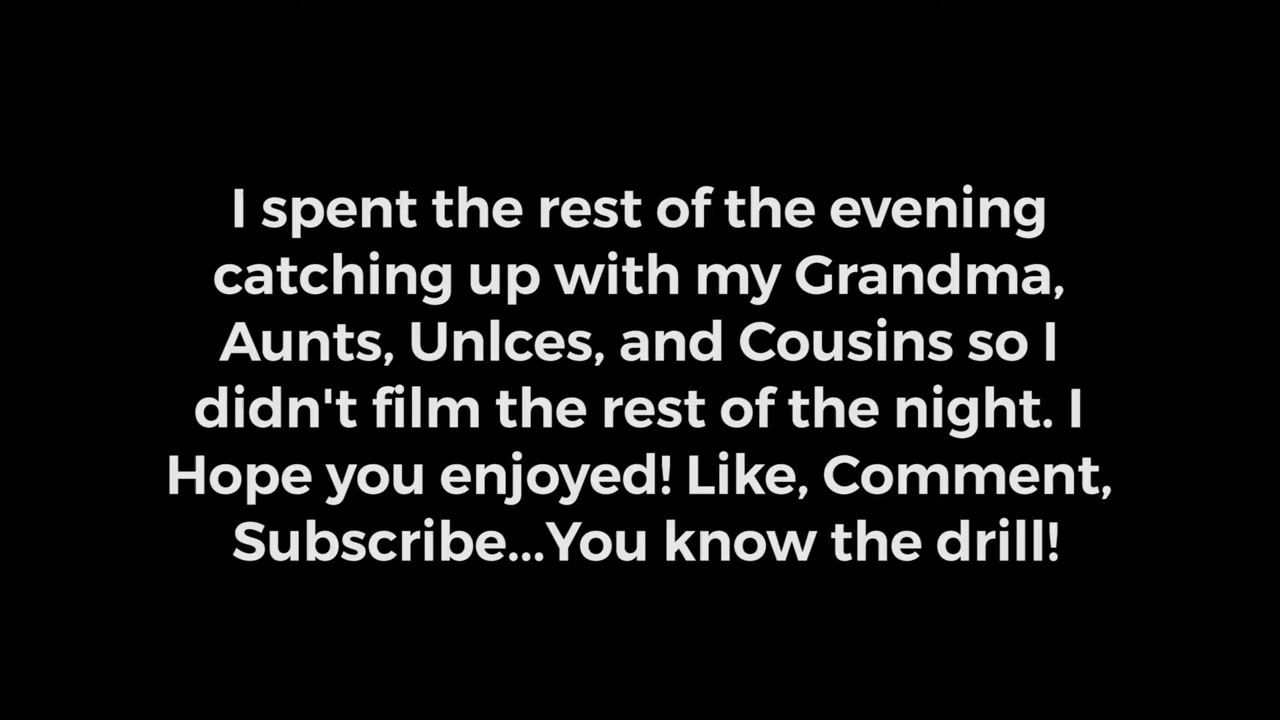 I spent the rest of the evening
catching up with my Grandma,
Aunts, Unlces, and Cousins so I
didn't film the rest of the night. I
Hope you enjoyed! Like, Comment,
Subscribe...You know the drill!